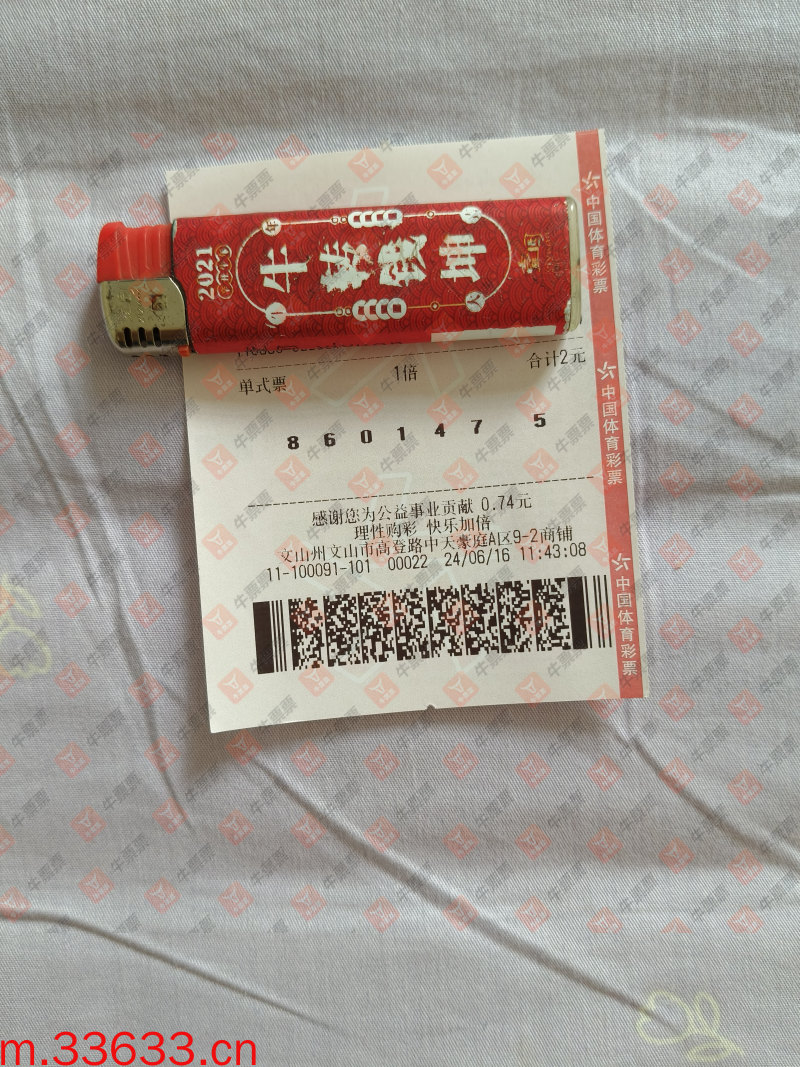 2021
牛转钱坤
年
单式票 1倍 合计2元
8 6 0 1 4 7 5
感谢您为公益事业贡献 0.74元
理性购彩 快乐加倍
文山州文山市高登路中天豪庭A区9-2商铺
11-100091-101 00022 24/06/16 11:43:08
中国体育彩票
中国体育彩票
中国体育彩票
牛票票
m.33633.cn